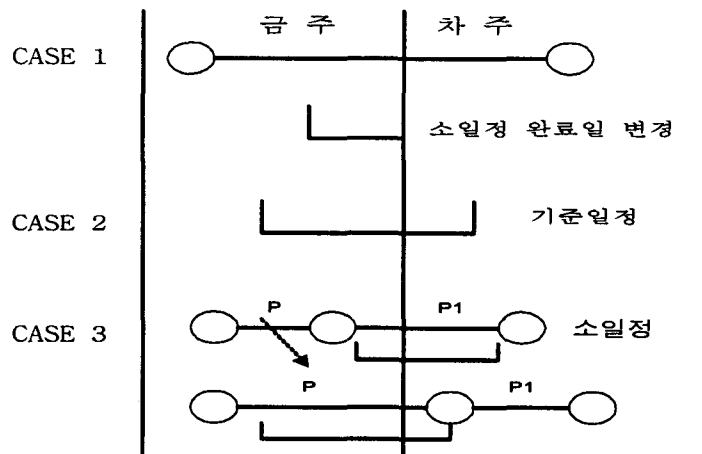 금 주 차 주
CASE 1
소일정 완료일 변경
CASE 2 기준일정
P P1
CASE 3 소일정
P P1